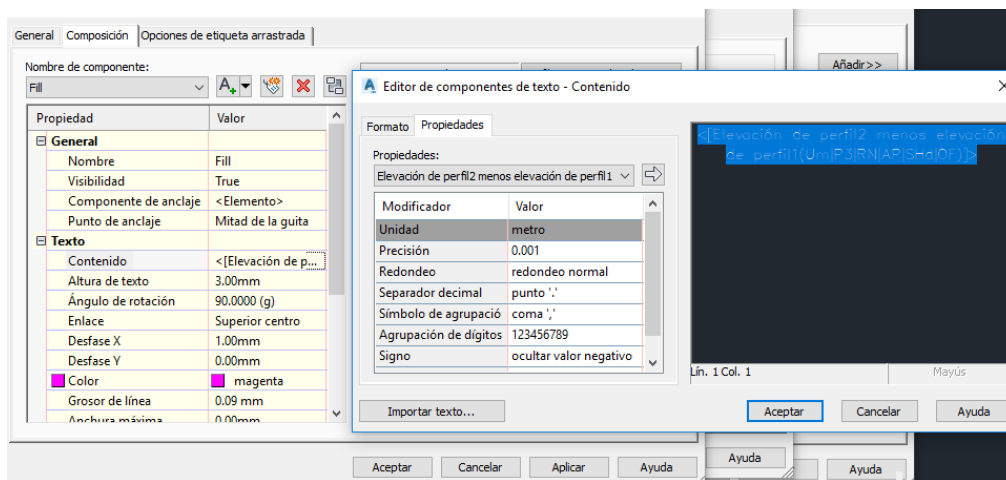 General Composición Opciones de etiqueta arrastrada
Nombre de componente:
Fill
Propiedad Valor
General
Nombre Fill
Visibilidad True
Componente de anclaje <Elemento>
Punto de anclaje Mitad de la guita
Texto
Contenido <[Elevación de p...
Altura de texto 3.00mm
Ángulo de rotación 90.0000 (g)
Enlace Superior centro
Desfase X 1.00mm
Desfase Y 0.00mm
Color magenta
Grosor de línea 0.09 mm
Anchura máxima 0.00mm
Aceptar Cancelar Aplicar Ayuda
Editor de componentes de texto - Contenido
Formato Propiedades
Propiedades:
Elevación de perfil2 menos elevación de perfil1
Modificador Valor
Unidad metro
Precisión 0.001
Redondeo redondeo normal
Separador decimal punto '.'
Símbolo de agrupació coma ','
Agrupación de dígitos 123456789
Signo ocultar valor negativo
Importar texto...
<[Elevación de perfil2 menos elevación
de perfil1(Um|P3|RN|AP|SHd|OF)]>
Lín. 1 Col. 1 Mayús
Aceptar Cancelar Ayuda
Añadir>>
Ayuda
Ayuda